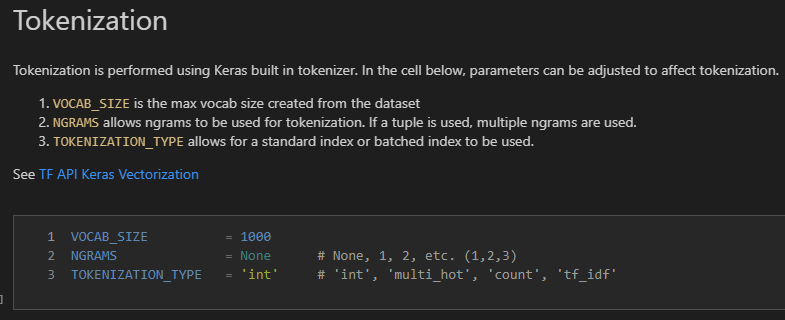 Tokenization
Tokenization is performed using Keras built in tokenizer. In the cell below, parameters can be adjusted to affect tokenization.
1. VOCAB_SIZE is the max vocab size created from the dataset
2. NGRAMS allows ngrams to be used for tokenization. If a tuple is used, multiple ngrams are used.
3. TOKENIZATION_TYPE allows for a standard index or batched index to be used.
See TF API Keras Vectorization
1 VOCAB_SIZE = 1000
2 NGRAMS = None # None, 1, 2, etc. (1,2,3)
3 TOKENIZATION_TYPE = 'int' # 'int', 'multi_hot', 'count', 'tf_idf'
]